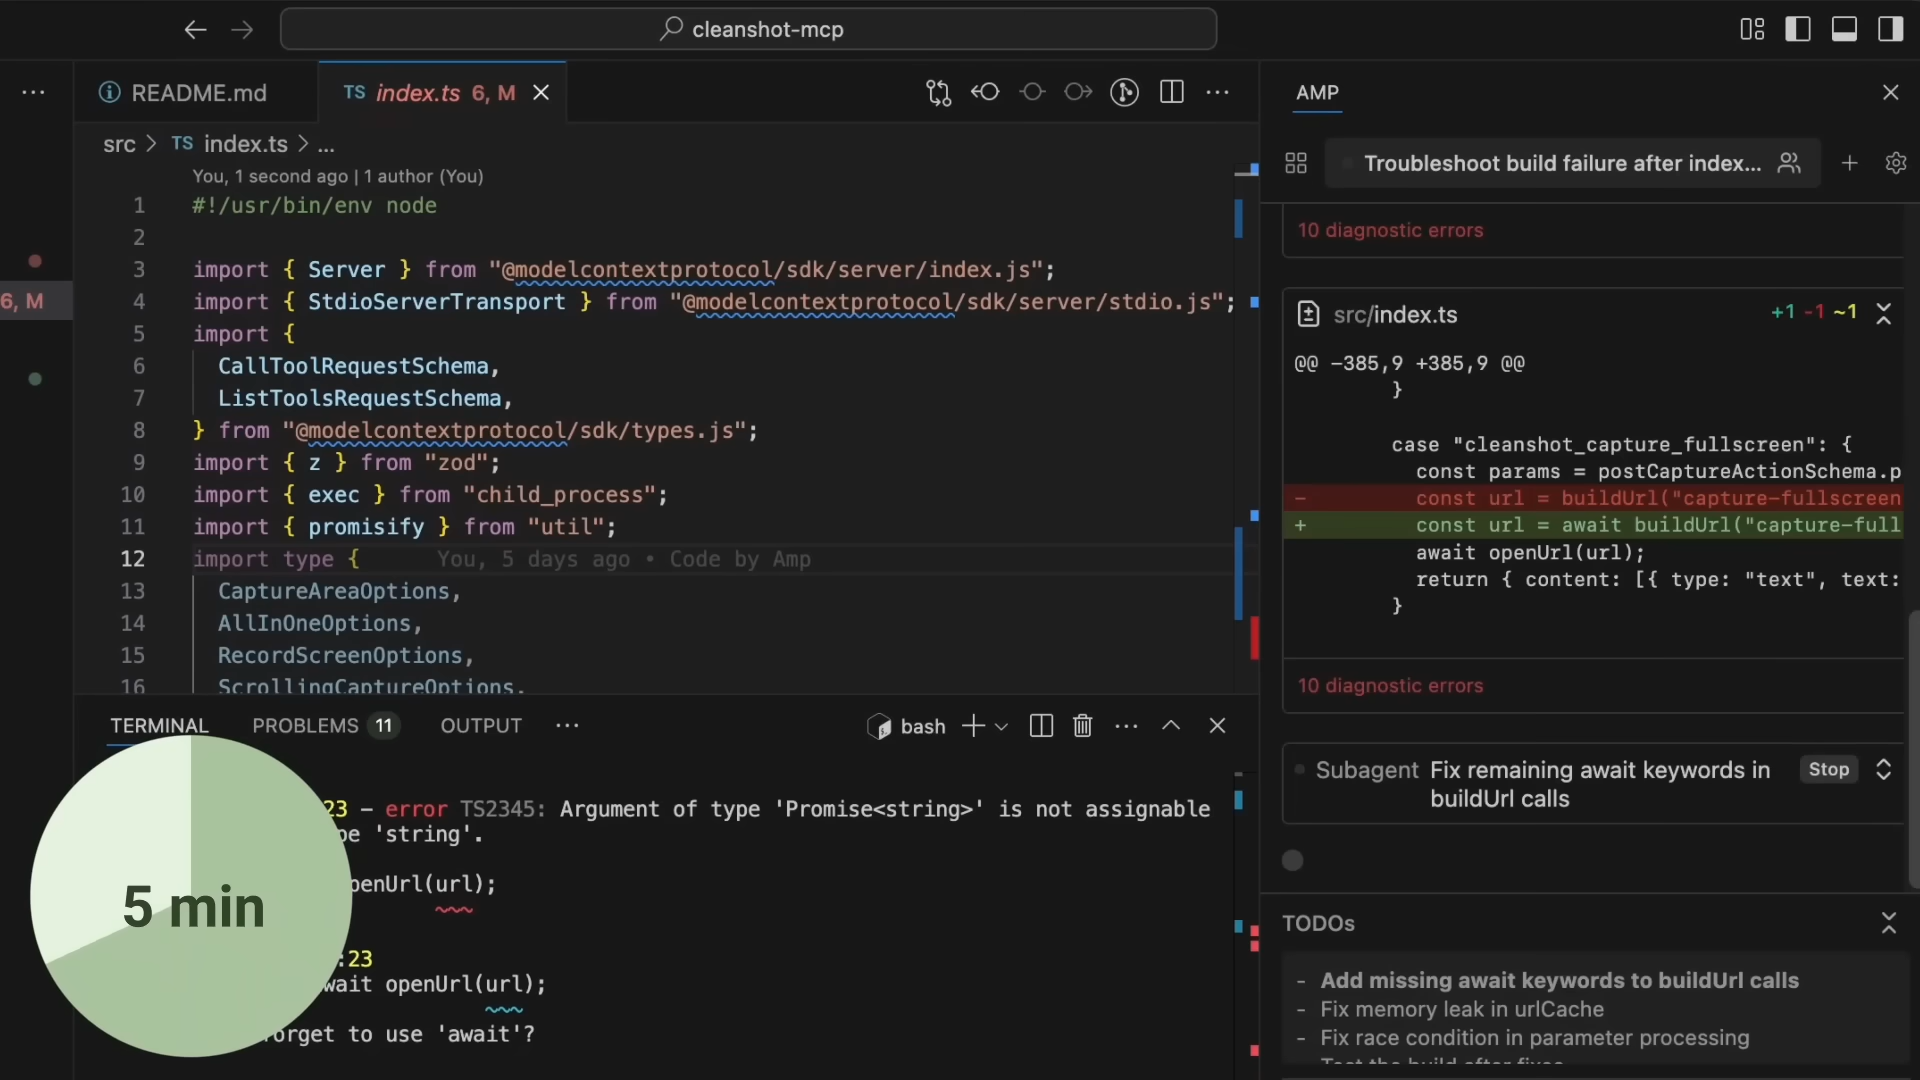 cleanshot-mcp
README.md
TS index.ts 6, M
src > TS index.ts > ...
You, 1 second ago | 1 author (You)
1 #!/usr/bin/env node
2
3 import { Server } from "@modelcontextprotocol/sdk/server/index.js";
4 import { StdioServerTransport } from "@modelcontextprotocol/sdk/server/stdio.js";
5 import {
6 CallToolRequestSchema,
7 ListToolsRequestSchema,
8 } from "@modelcontextprotocol/sdk/types.js";
9 import { z } from "zod";
10 import { exec } from "child_process";
11 import { promisify } from "util";
12 import type { You, 5 days ago • Code by Amp
13 CaptureAreaOptions,
14 AllInOneOptions,
15 RecordScreenOptions,
16 ScrollingCaptureOptions,
6, M
TERMINAL PROBLEMS 11 OUTPUT ...
bash
23 – error TS2345: Argument of type 'Promise<string>' is not assignable
pe 'string'.
penUrl(url);
:23
wait openUrl(url);
orget to use 'await'?
5 min
AMP
Troubleshoot build failure after index...
10 diagnostic errors
src/index.ts +1 -1 ~1
@@ -385,9 +385,9 @@
}
case "cleanshot_capture_fullscreen": {
const params = postCaptureActionSchema.p
- const url = buildUrl("capture-fullscreen
+ const url = await buildUrl("capture-full
await openUrl(url);
return { content: [{ type: "text", text:
}
10 diagnostic errors
Subagent Fix remaining await keywords in buildUrl calls Stop
TODOs
- Add missing await keywords to buildUrl calls
- Fix memory leak in urlCache
- Fix race condition in parameter processing
- Test the build after fixes